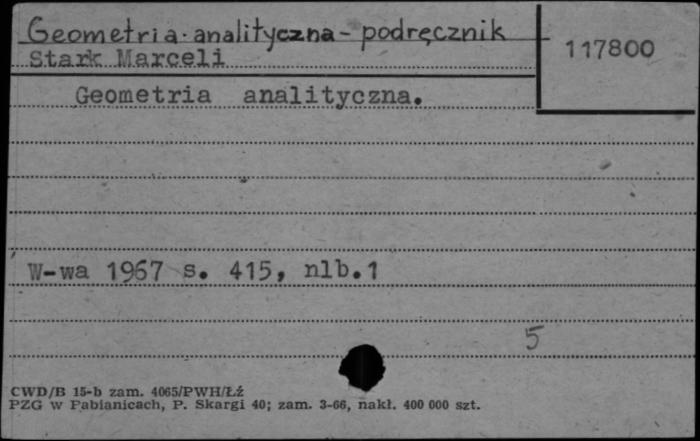 Geometria - analityczna - podręcznik
117800
Stark Marceli
Geometria analityczna.
W-wa 1967 s. 415, nlb.1
5
CWD/B 15-b zam. 4065/PWH/Łź
PZG w Pabianicach, P. Skargi 40; zam. 3-66, nakł. 400 000 szt.